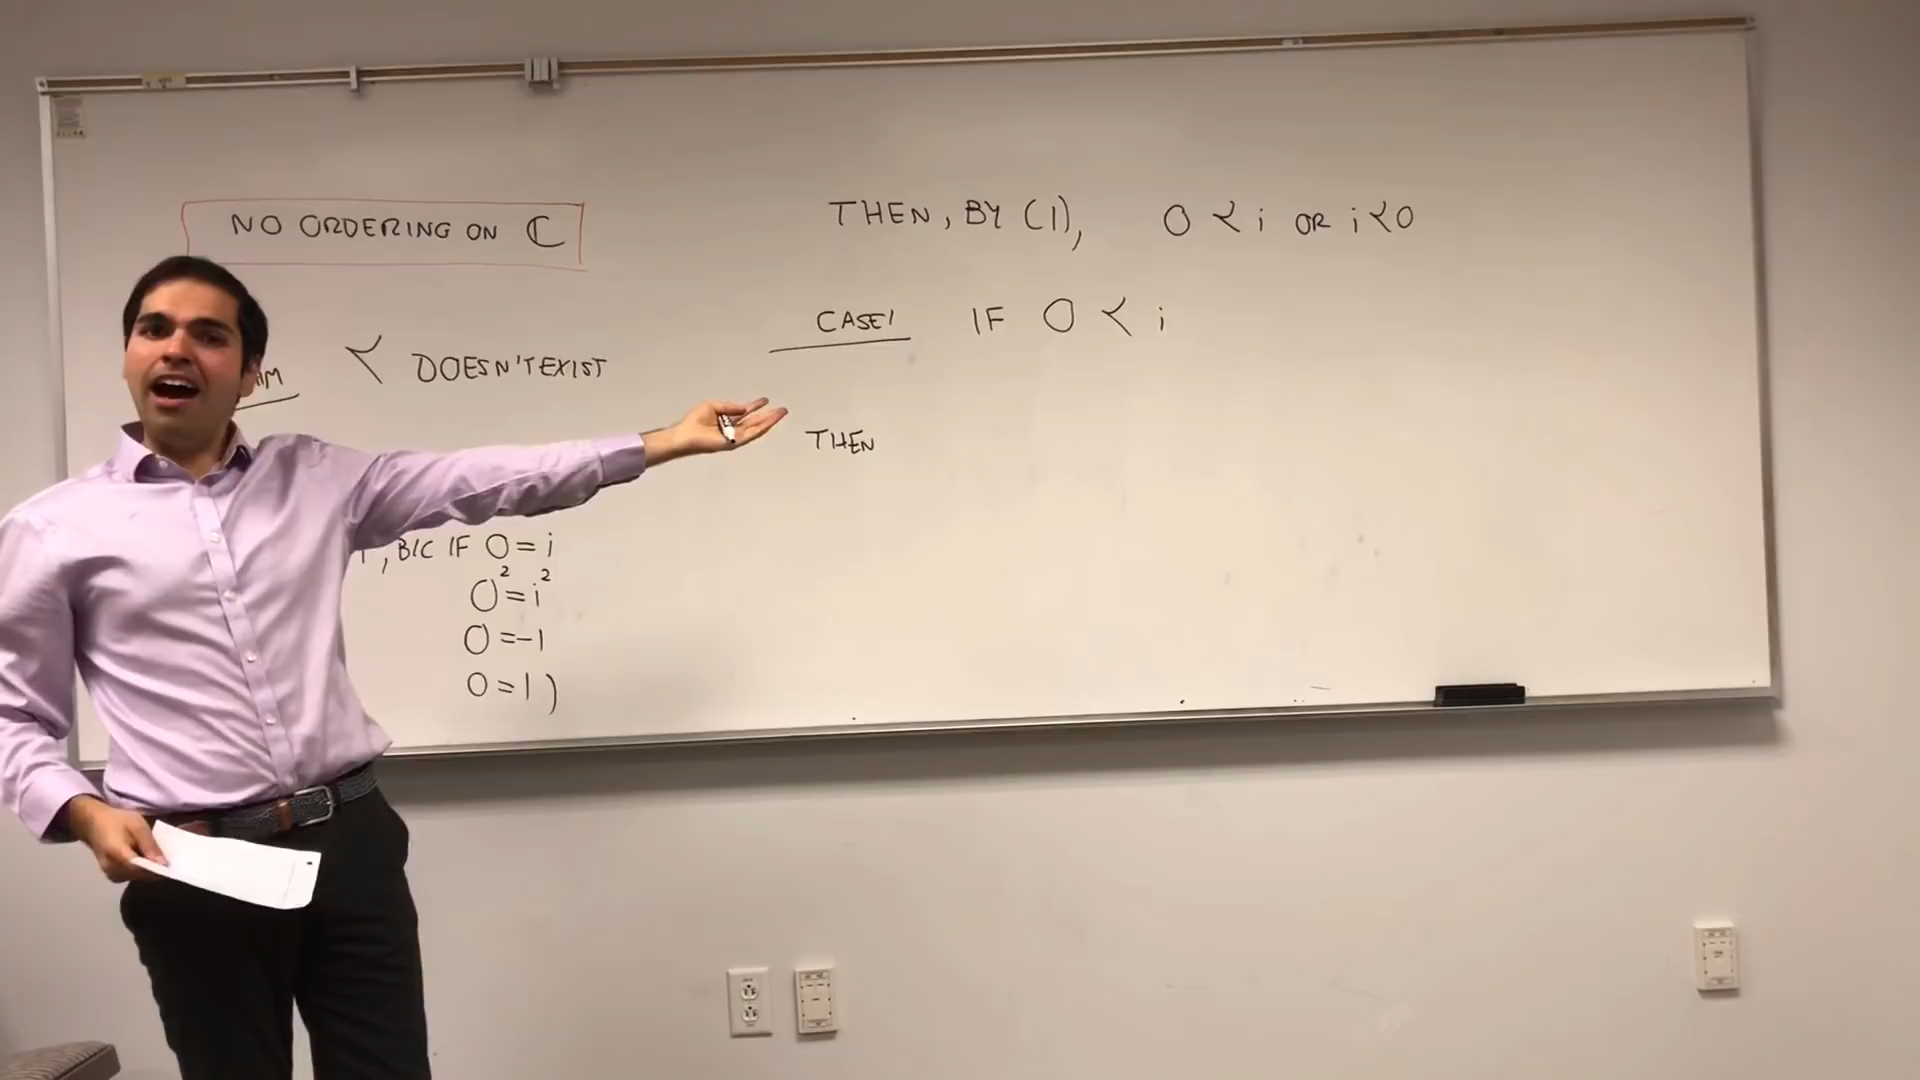 NO ORDERING ON ℂ
≺ DOESN'T EXIST
, B/C IF 0 = i
0² = i²
0 = -1
0 = 1 )
THEN, BY (1), 0 ≺ i OR i ≺ 0
CASE 1 IF 0 ≺ i
THEN